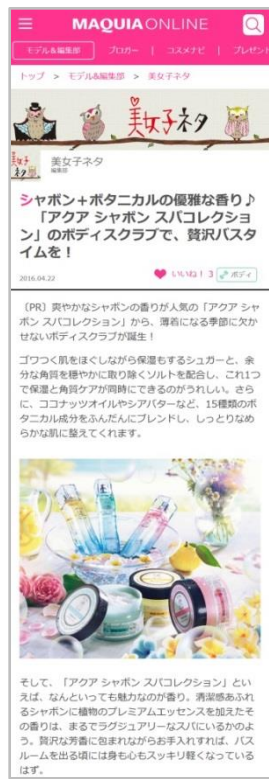 MAQUIA ONLINE
モデル&編集部 ブロガー | コスメナビ | プレゼント
トップ > モデル&編集部 > 美女子ネタ
美女子ネタ
美女子ネタ
編集部
シャボン+ボタニカルの優雅な香り♪
「アクア シャボン スパコレクショ
ン」のボディスクラブで、贅沢バスタ
イムを!
2016.04.22
いいね! 3 ボディ
〔PR〕爽やかなシャボンの香りが人気の「アクア シャ
ボン スパコレクション」から、薄着になる季節に欠か
せないボディスクラブが誕生!
ゴワつく肌をほぐしながら保湿もするシュガーと、余
分な角質を穏やかに取り除くソルトを配合し、これ1つ
で保湿と角質ケアが同時にできるのがうれしい。さら
に、ココナッツオイルやシアバターなど、15種類のボ
タニカル成分をふんだんにブレンドし、しっとりなめ
らかな肌に整えてくれます。
そして、「アクア シャボン スパコレクション」とい
えば、なんといっても魅力なのが香り。清潔感あふれ
るシャボンに植物のプレミアムエッセンスを加えたそ
の香りは、まるでラグジュアリーなスパにいるかのよ
う。贅沢な芳香に包まれながらお手入れすれば、バス
ルームを出る頃には身も心もスッキリ軽くなっている
はず。